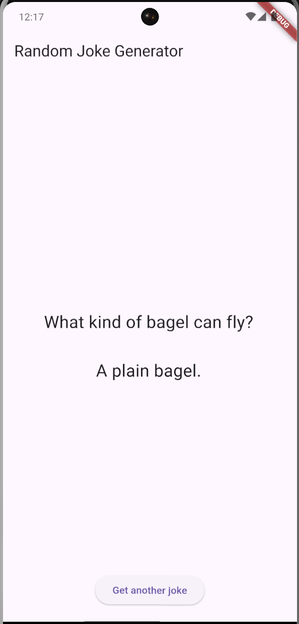 12:17
DEBUG
Random Joke Generator
What kind of bagel can fly?
A plain bagel.
Get another joke